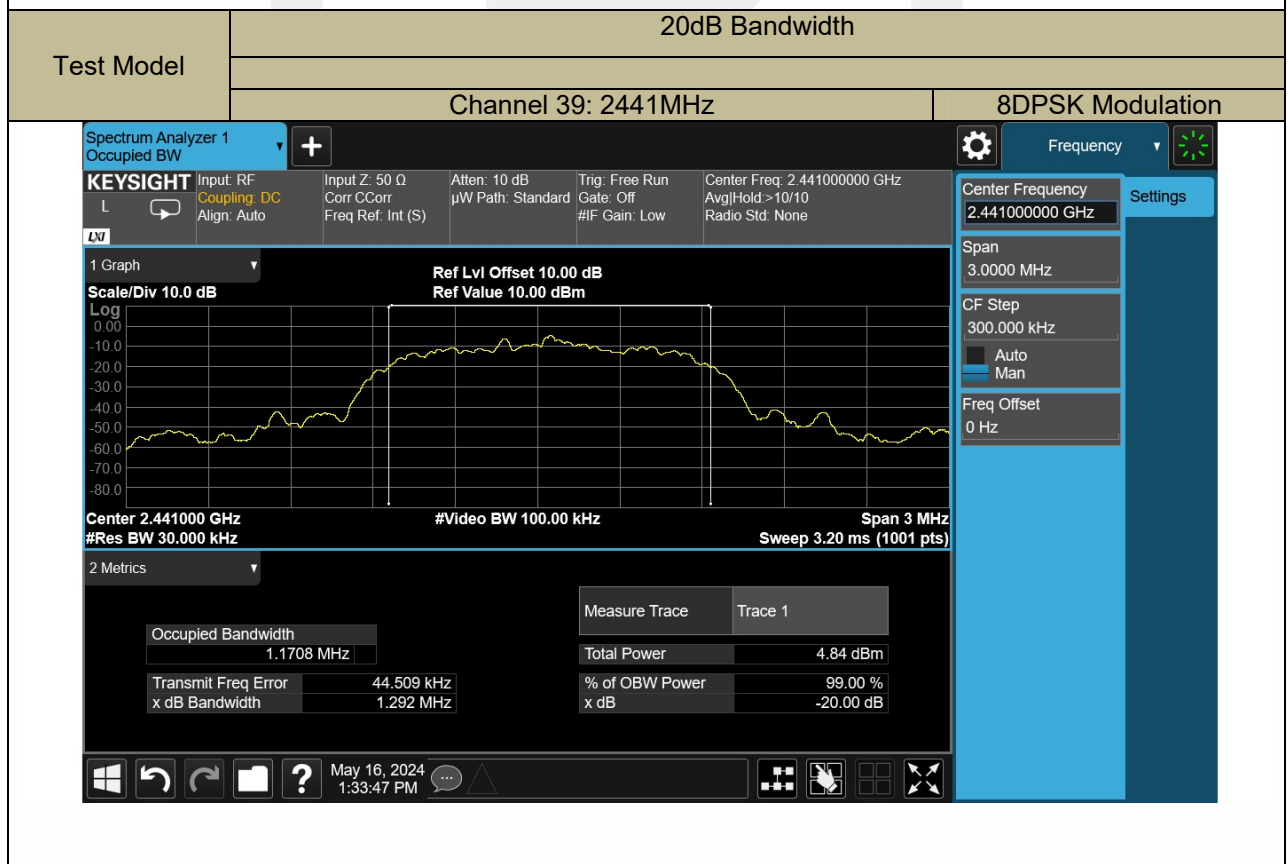 20dB Bandwidth
Test Model
Channel 39: 2441MHz 8DPSK Modulation
Spectrum Analyzer 1
Occupied BW
Frequency
KEYSIGHT
L
LXI
Input: RF
Coupling: DC
Align: Auto
Input Z: 50 Ω
Corr CCorr
Freq Ref: Int (S)
Atten: 10 dB
µW Path: Standard
Trig: Free Run
Gate: Off
#IF Gain: Low
Center Freq: 2.441000000 GHz
Avg|Hold:>10/10
Radio Std: None
Center Frequency
2.441000000 GHz
Settings
Span
3.0000 MHz
CF Step
300.000 kHz
Auto
Man
Freq Offset
0 Hz
1 Graph
Scale/Div 10.0 dB
Ref Lvl Offset 10.00 dB
Ref Value 10.00 dBm
Log
0.00
-10.0
-20.0
-30.0
-40.0
-50.0
-60.0
-70.0
-80.0
Center 2.441000 GHz
#Res BW 30.000 kHz
#Video BW 100.00 kHz
Span 3 MHz
Sweep 3.20 ms (1001 pts)
2 Metrics
Measure Trace Trace 1
Occupied Bandwidth
1.1708 MHz
Total Power 4.84 dBm
Transmit Freq Error 44.509 kHz
% of OBW Power 99.00 %
x dB Bandwidth 1.292 MHz
x dB -20.00 dB
?
May 16, 2024
1:33:47 PM